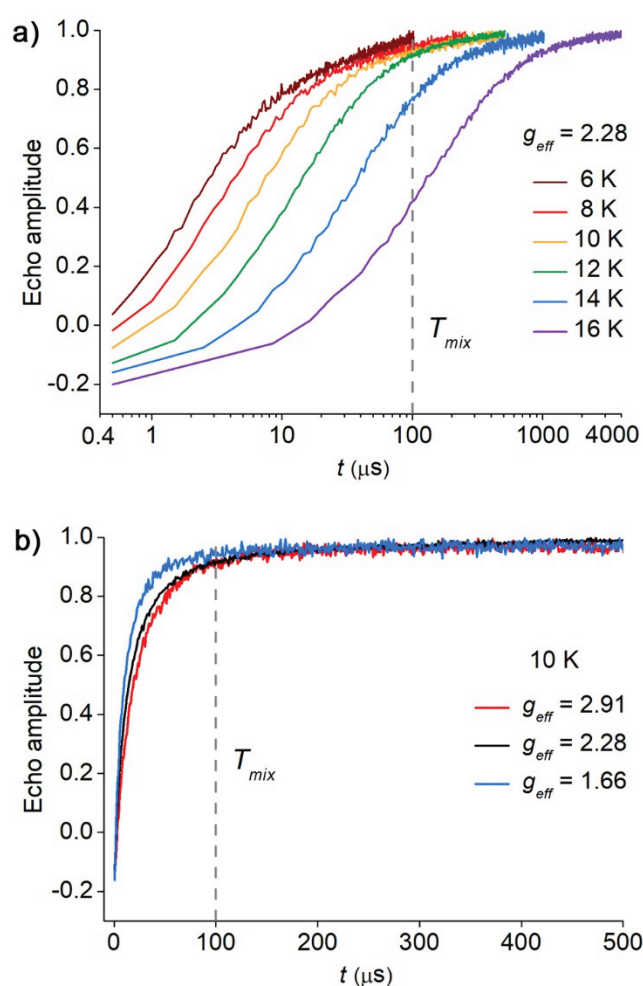 a)
1.0
0.8
0.6
0.4
0.2
0.0
-0.2
Echo amplitude
g_eff = 2.28
6 K
8 K
10 K
12 K
14 K
16 K
T_mix
0.4 1 10 100 1000 4000
t (μs)
b)
1.0
0.8
0.6
0.4
0.2
0.0
-0.2
Echo amplitude
10 K
g_eff = 2.91
g_eff = 2.28
g_eff = 1.66
T_mix
0 100 200 300 400 500
t (μs)